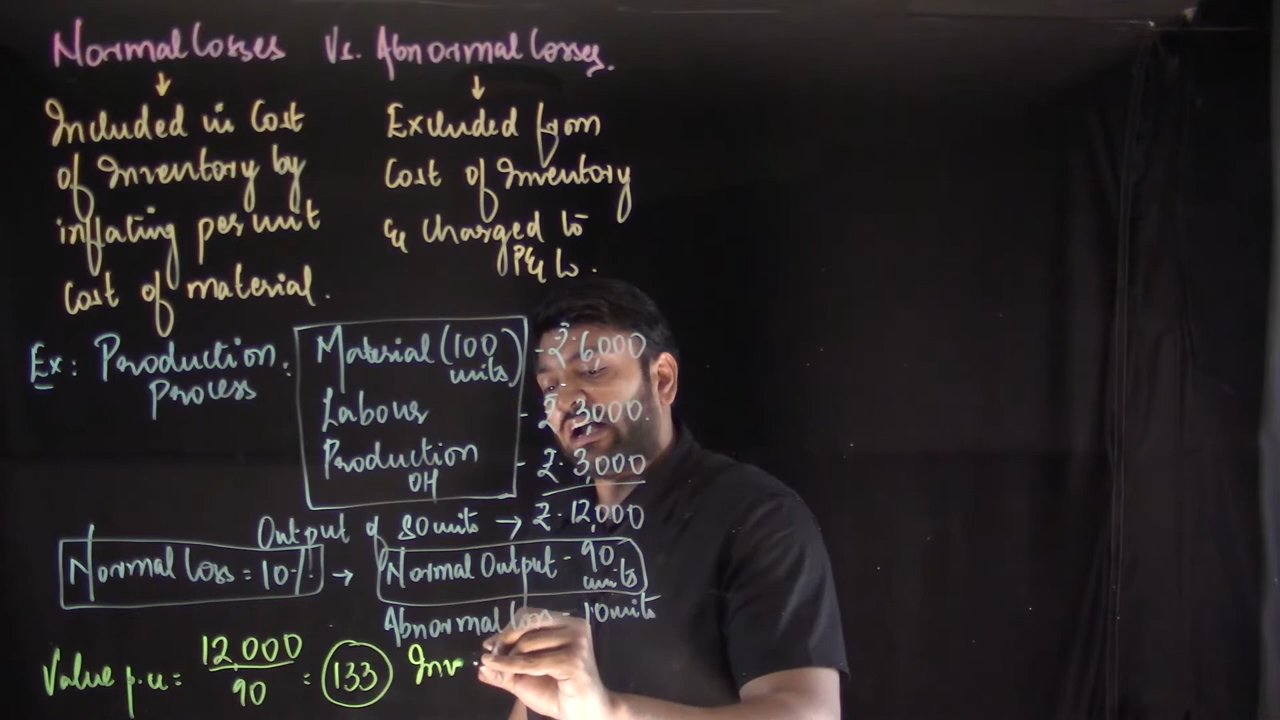 Normal Losses Vs. Abnormal Losses.
↓ ↓
Included in Cost
of Inventory by
inflating per unit
Cost of material.
Excluded from
Cost of Inventory
& charged to
P&L.
Ex: Production Process:
Material (100 units) - ₹ 6,000
Labour - ₹ 3000.
Production OH - ₹ 3,000
Output of 80 units → ₹ 12,000
Normal Loss = 10% → Normal Output - 90 units
Abnormal Loss = 10 units
Value p.u = 12,000 / 90 = 133 Inv